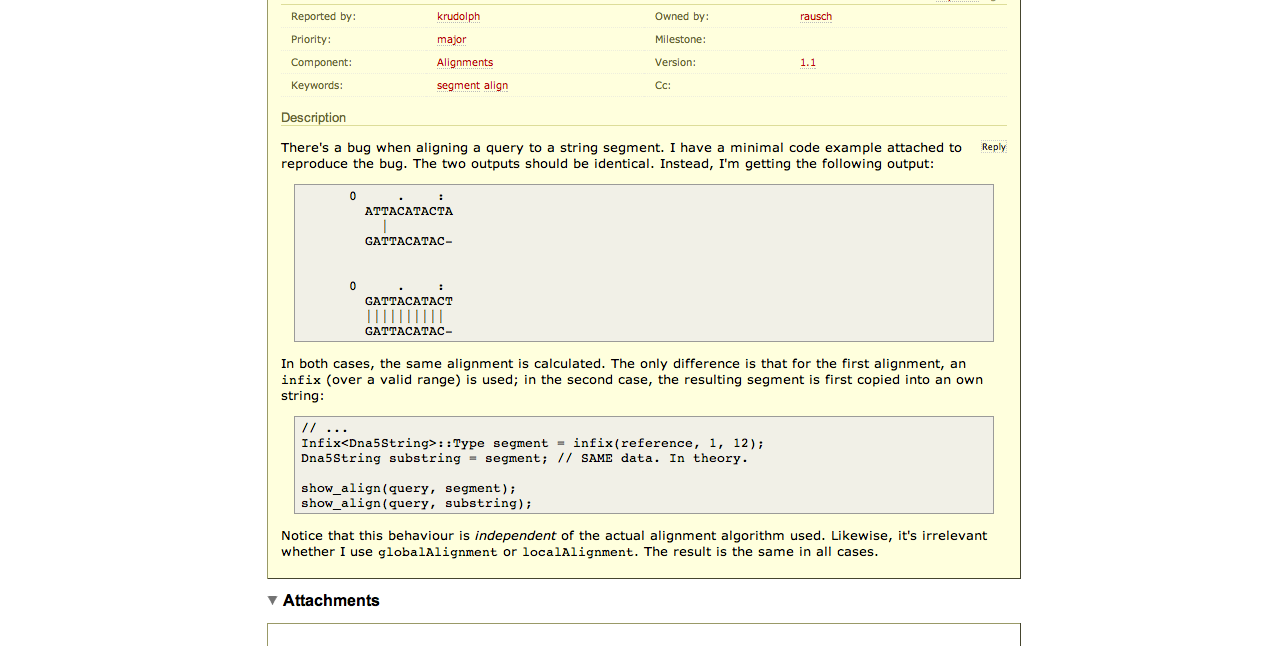 Reported by: krudolph Owned by: rausch
Priority: major Milestone:
Component: Alignments Version: 1.1
Keywords: segment align Cc:
Description
There's a bug when aligning a query to a string segment. I have a minimal code example attached to Reply
reproduce the bug. The two outputs should be identical. Instead, I'm getting the following output:
0 . :
ATTACATACTA
|
GATTACATAC-
0 . :
GATTACATACT
||||||||||
GATTACATAC-
In both cases, the same alignment is calculated. The only difference is that for the first alignment, an
infix (over a valid range) is used; in the second case, the resulting segment is first copied into an own
string:
// ...
Infix<Dna5String>::Type segment = infix(reference, 1, 12);
Dna5String substring = segment; // SAME data. In theory.
show_align(query, segment);
show_align(query, substring);
Notice that this behaviour is independent of the actual alignment algorithm used. Likewise, it's irrelevant
whether I use globalAlignment or localAlignment. The result is the same in all cases.
▼ Attachments